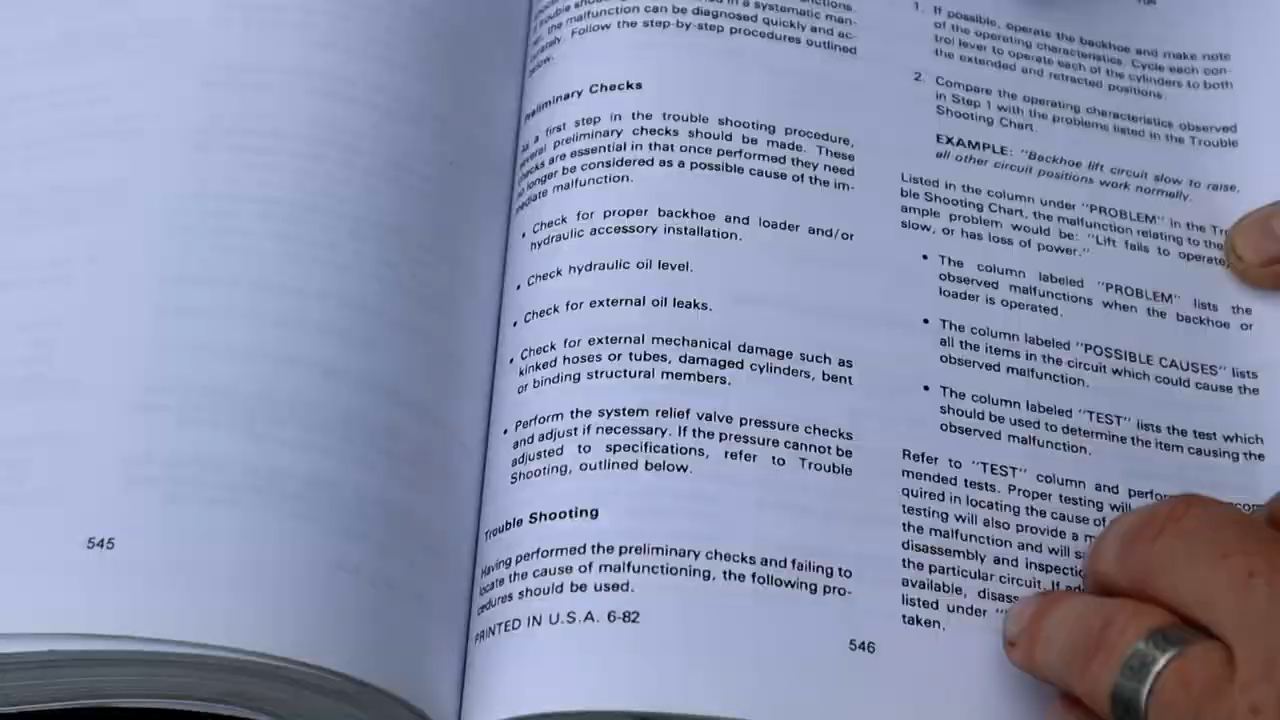 545
in a systematic man-
the malfunction can be diagnosed quickly and ac-
Follow the step-by-step procedures outlined
below.
Preliminary Checks
As a first step in the trouble shooting procedure,
several preliminary checks should be made. These
checks are essential in that once performed they need
no longer be considered as a possible cause of the im-
mediate malfunction.
• Check for proper backhoe and loader and/or
hydraulic accessory installation.
• Check hydraulic oil level.
• Check for external oil leaks.
• Check for external mechanical damage such as
kinked hoses or tubes, damaged cylinders, bent
or binding structural members.
• Perform the system relief valve pressure checks
and adjust if necessary. If the pressure cannot be
adjusted to specifications, refer to Trouble
Shooting, outlined below.
Trouble Shooting
Having performed the preliminary checks and failing to
locate the cause of malfunctioning, the following pro-
cedures should be used.
PRINTED IN U.S.A. 6-82
1. If possible, operate the backhoe and make note
of the operating characteristics. Cycle each con-
trol lever to operate each of the cylinders to both
the extended and retracted positions.
2. Compare the operating characteristics observed
in Step 1 with the problems listed in the Trouble
Shooting Chart.
EXAMPLE: "Backhoe lift circuit slow to raise,
all other circuit positions work normally.
Listed in the column under "PROBLEM" in the
ble Shooting Chart, the malfunction relating to the
ample problem would be: "Lift fails to operate,
slow, or has loss of power."
• The column labeled "PROBLEM" lists the
observed malfunctions when the backhoe or
loader is operated.
• The column labeled "POSSIBLE CAUSES" lists
all the items in the circuit which could cause the
observed malfunction.
• The column labeled "TEST" lists the test which
should be used to determine the item causing the
observed malfunction.
Refer to "TEST" column and
mended tests. Proper testing
quired in locating the cause of
testing will also provide a
the malfunction and will
disassembly and
the particular circuit. If
available,
listed under
taken.
546